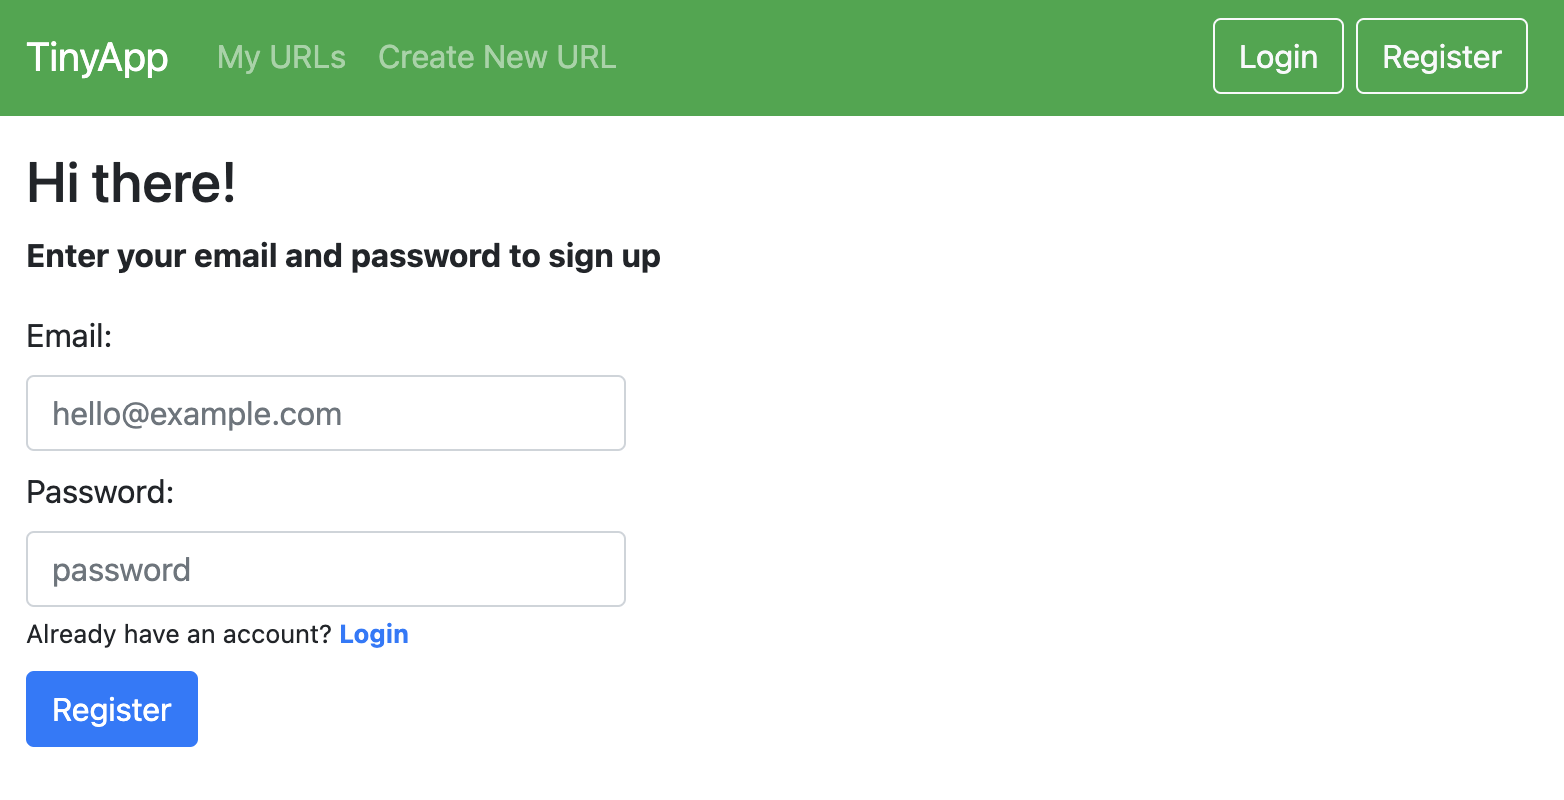 TinyApp My URLs Create New URL Login Register
Hi there!
Enter your email and password to sign up
Email:
hello@example.com
Password:
password
Already have an account? Login
Register